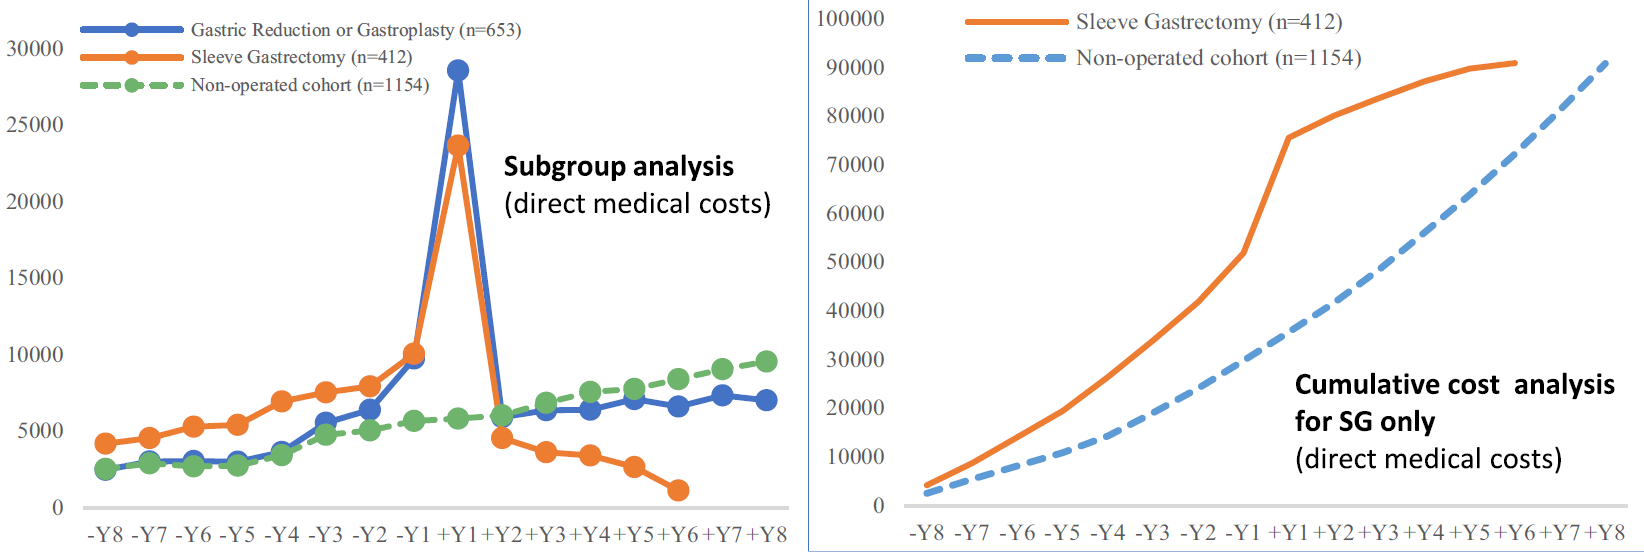 Gastric Reduction or Gastroplasty (n=653)
Sleeve Gastrectomy (n=412)
Non-operated cohort (n=1154)
30000
25000
20000
15000
10000
5000
0
Subgroup analysis
(direct medical costs)
-Y8 -Y7 -Y6 -Y5 -Y4 -Y3 -Y2 -Y1 +Y1 +Y2 +Y3 +Y4 +Y5 +Y6 +Y7 +Y8
Sleeve Gastrectomy (n=412)
Non-operated cohort (n=1154)
100000
90000
80000
70000
60000
50000
40000
30000
20000
10000
0
Cumulative cost analysis
for SG only
(direct medical costs)
-Y8 -Y7 -Y6 -Y5 -Y4 -Y3 -Y2 -Y1 +Y1 +Y2 +Y3 +Y4 +Y5 +Y6 +Y7 +Y8